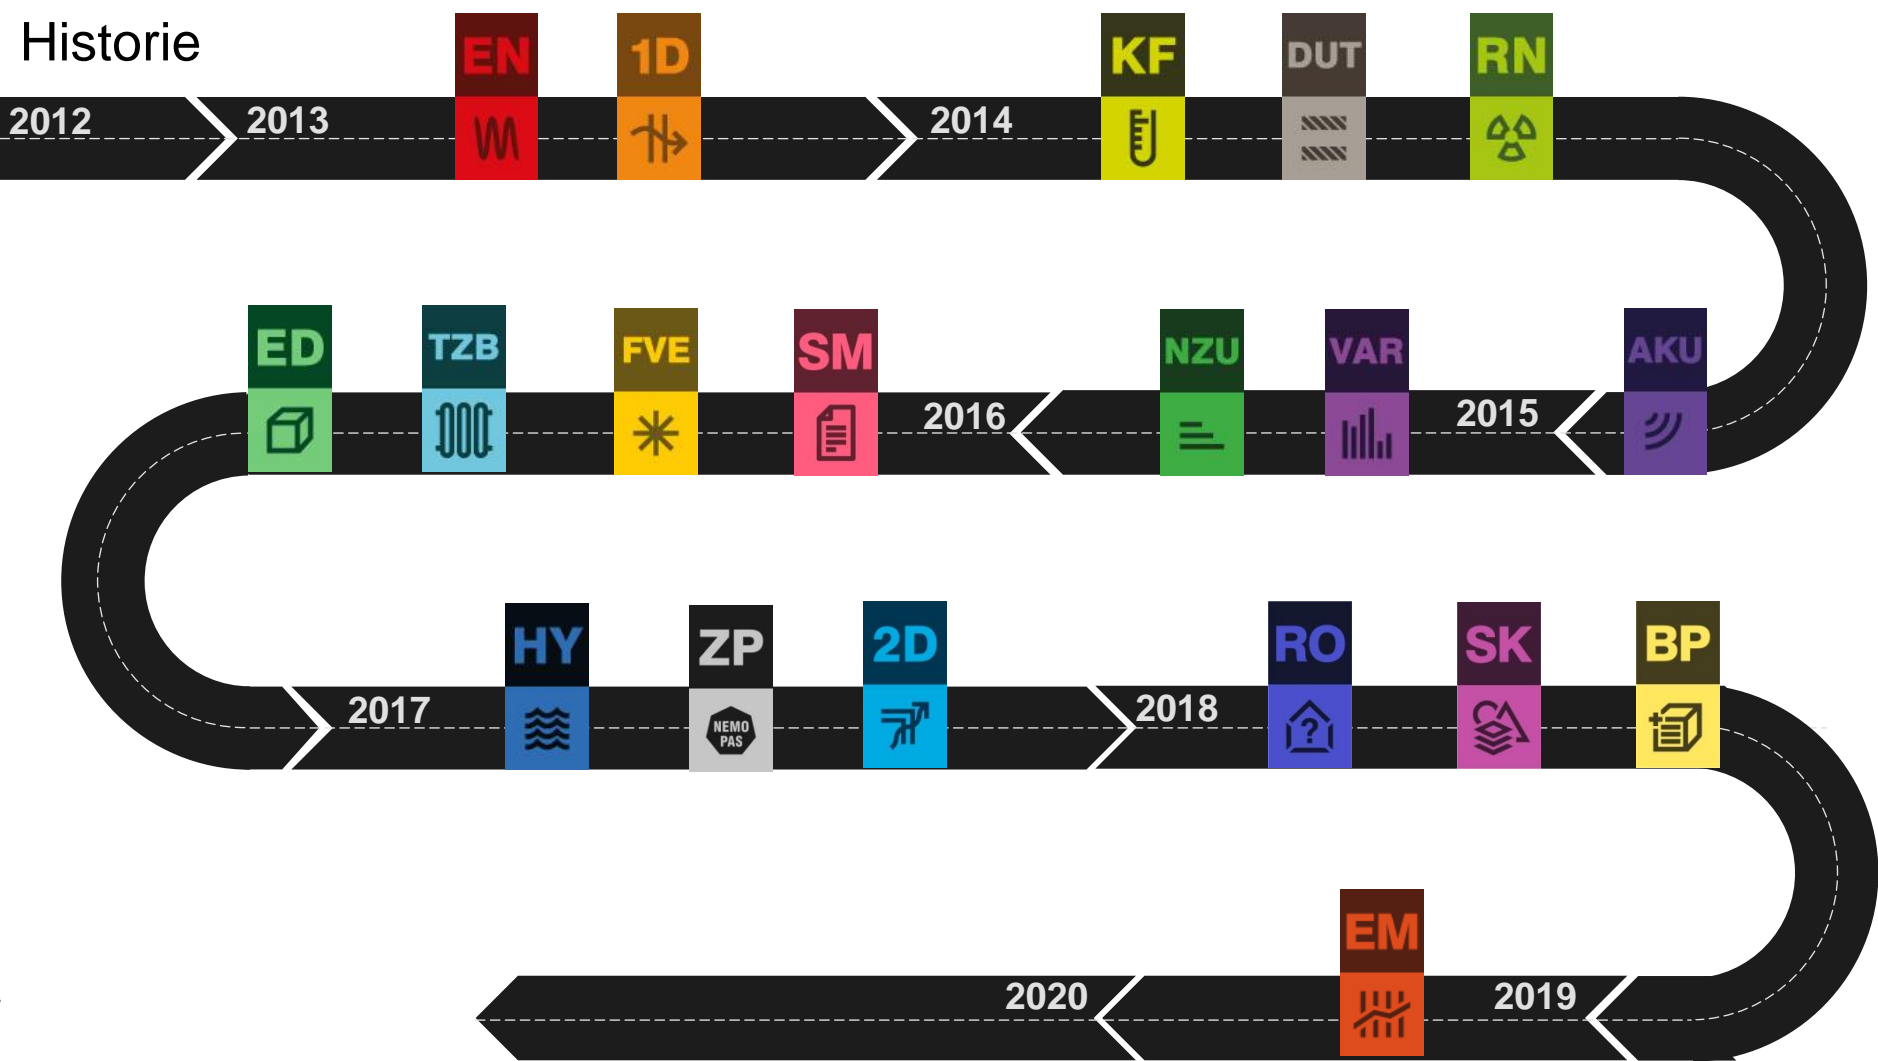 Historie
EN
1D
KF
DUT
RN
2012
2013
2014
ED
TZB
FVE
SM
NZU
VAR
AKU
2016
2015
HY
ZP
2D
RO
SK
BP
2017
NEMO
PAS
2018
?
EM
2020
2019